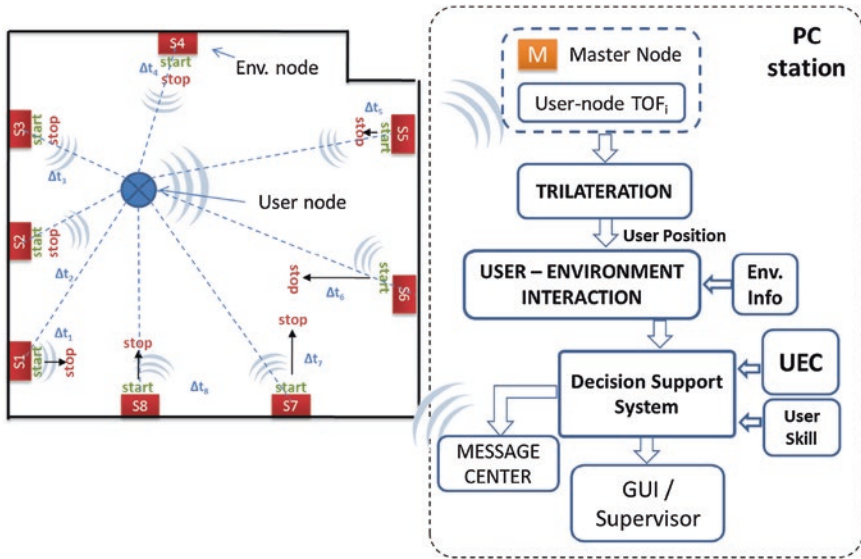 S4
start
stop
Δt₄
Env. node
S3
start
stop
Δt₃
Δt₅
stop
start
S5
User node
S2
start
stop
Δt₂
stop
Δt₆
start
S6
S1
start
stop
Δt₁
stop
start
S8
Δt₈
stop
Δt₇
start
S7
PC
station
M Master Node
User-node TOFᵢ
TRILATERATION
User Position
USER – ENVIRONMENT
INTERACTION
Env.
Info
Decision Support
System
UEC
User
Skill
MESSAGE
CENTER
GUI /
Supervisor